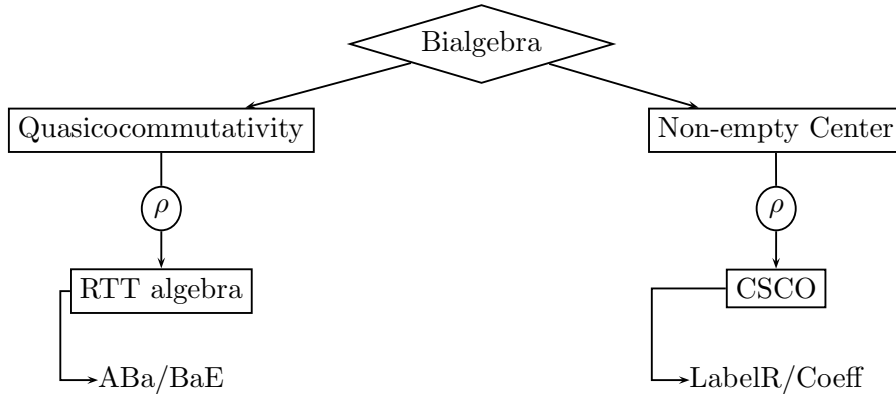 Bialgebra
Quasicocommutativity
Non-empty Center
ρ
ρ
RTT algebra
CSCO
ABa/BaE
LabelR/Coeff